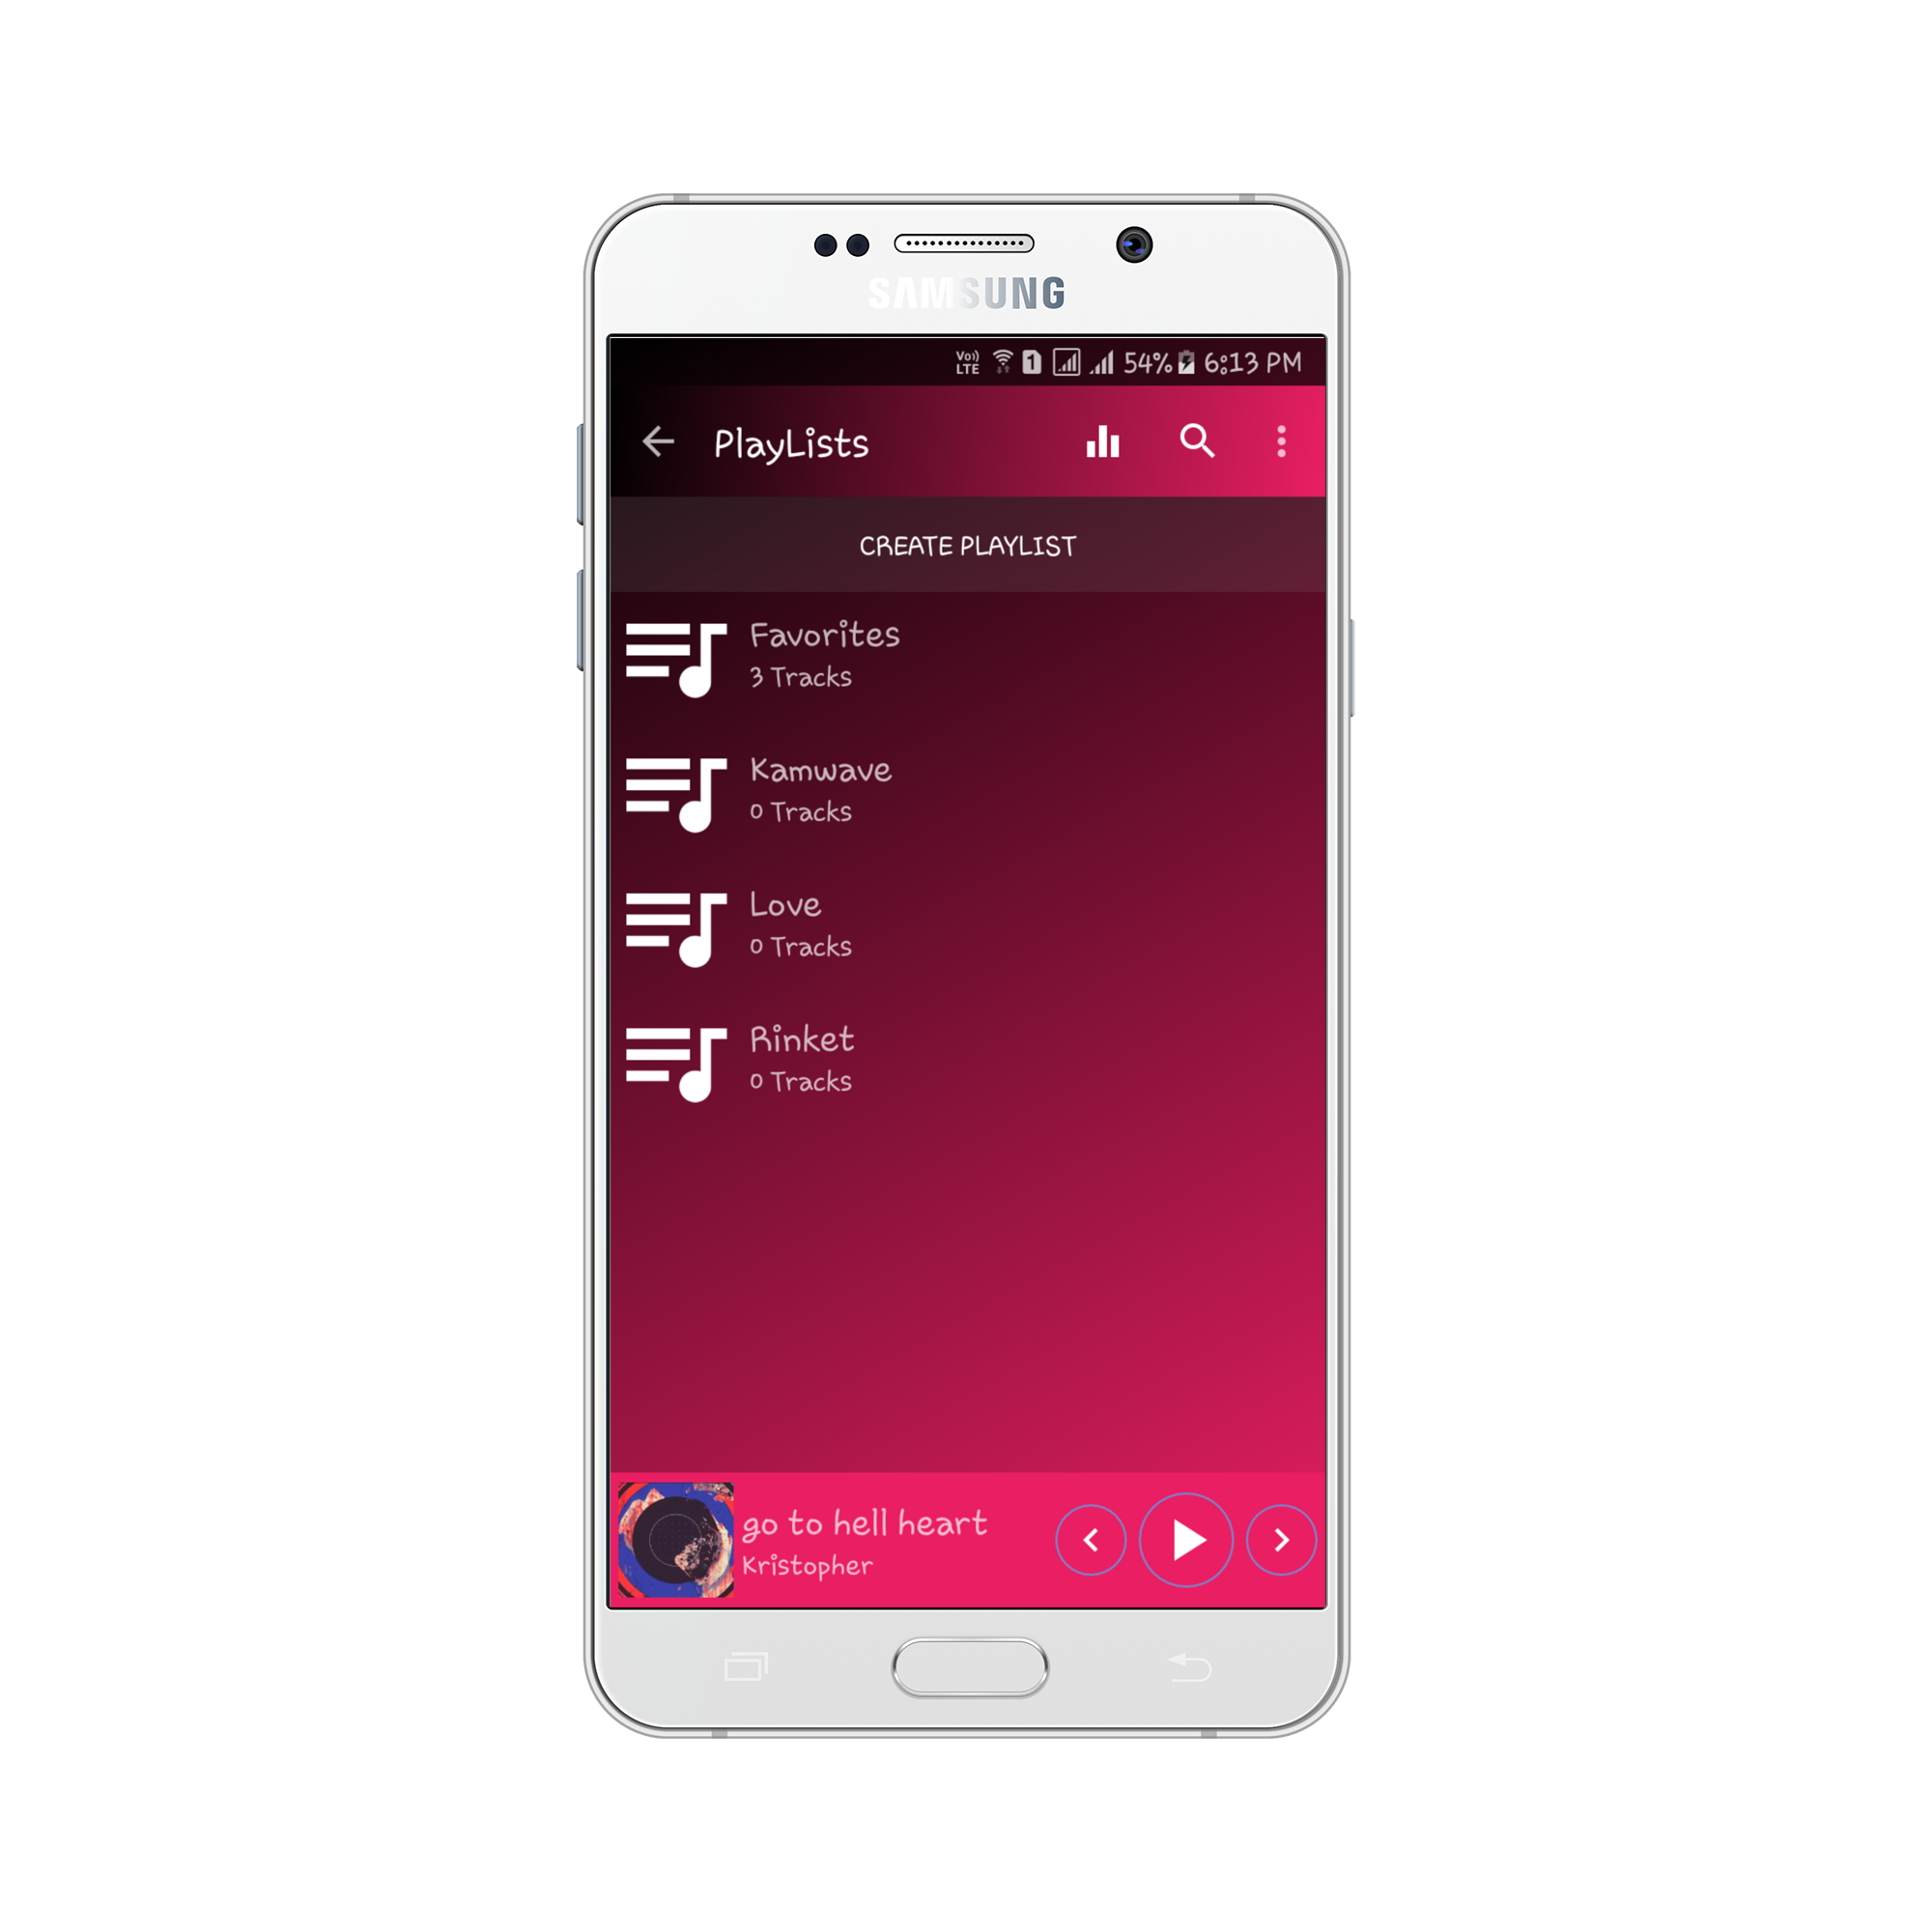 SAMSUNG
Vo)) LTE 1 54% 6:13 PM
PlayLists
CREATE PLAYLIST
Favorites
3 Tracks
Kamwave
0 Tracks
Love
0 Tracks
Rinket
0 Tracks
go to hell heart
Kristopher